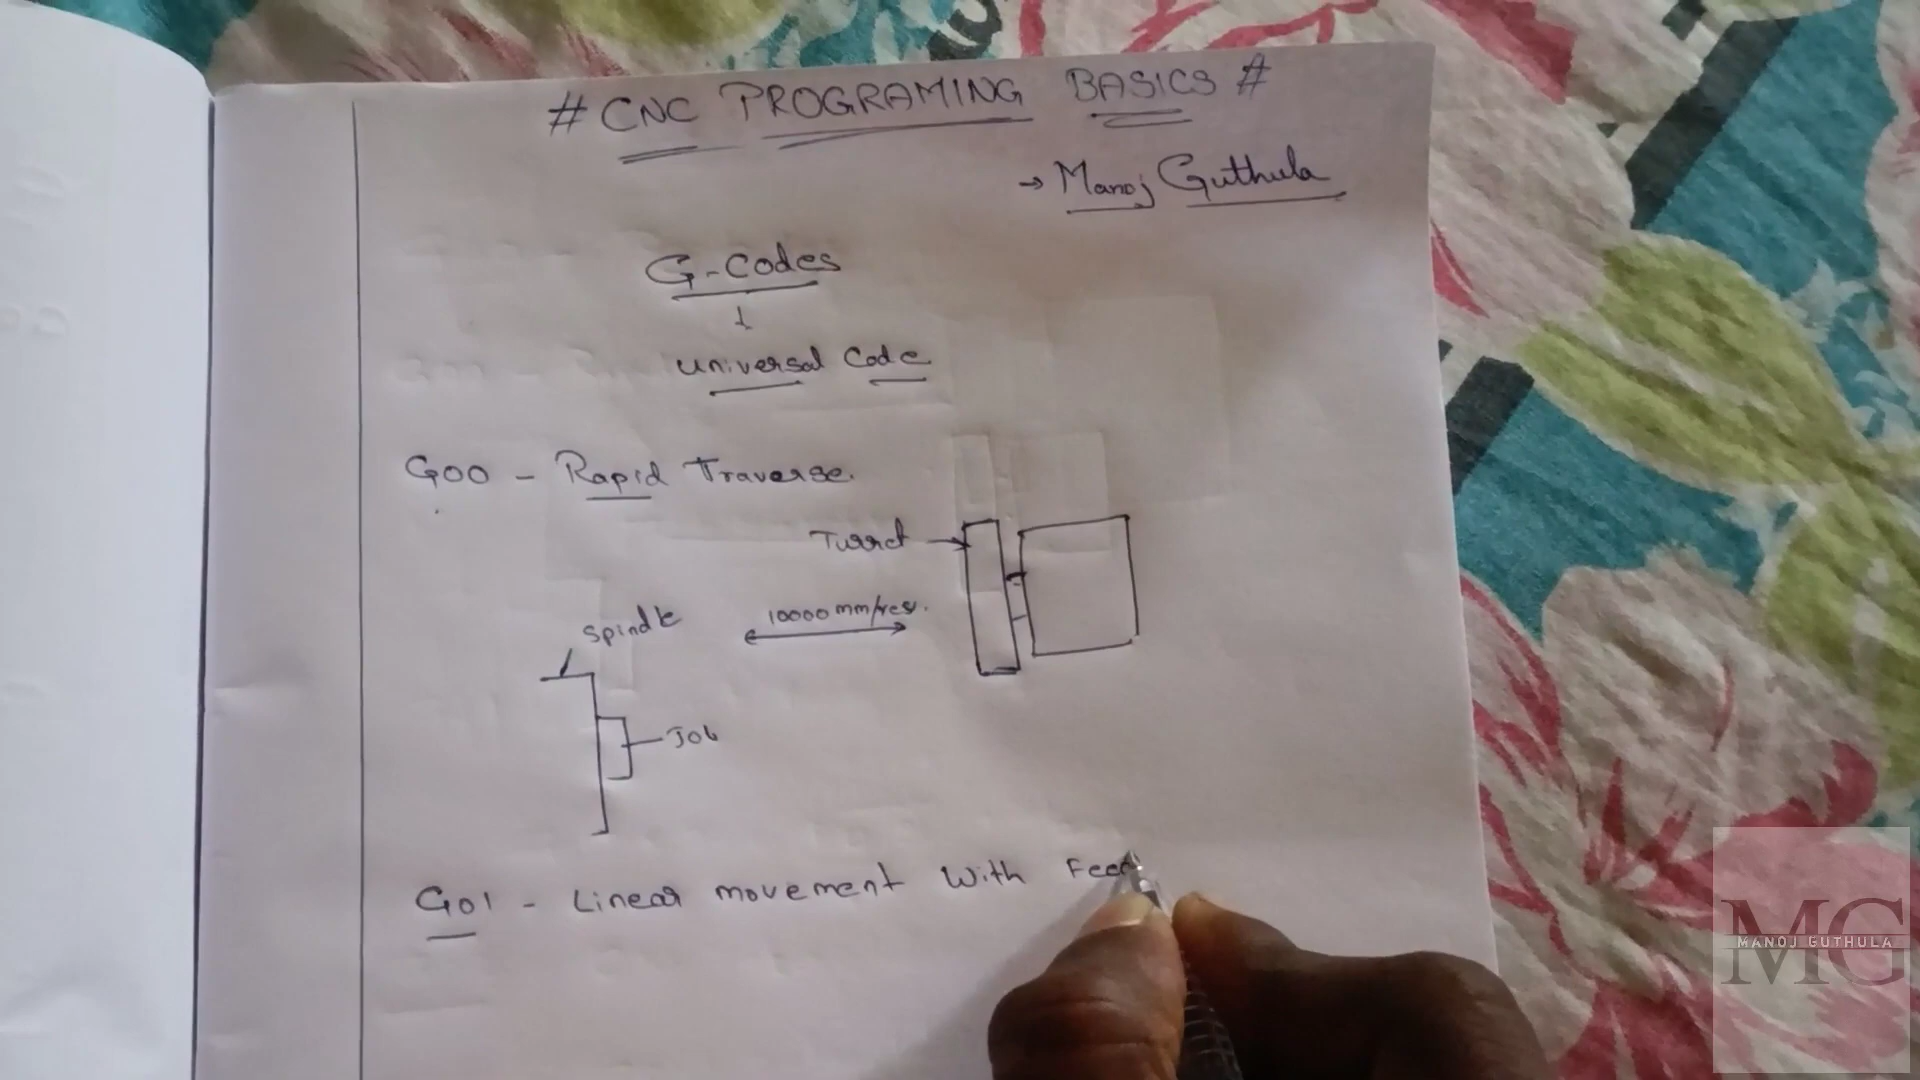 # CNC PROGRAMING BASICS #
→ Manoj Guthula
G-Codes
↓
universal Code
G00 - Rapid Traverse.
Turret →
10000 mm/rev.
Spindle
Job
G01 - Linear movement with Feed
MG
MANOJ GUTHULA